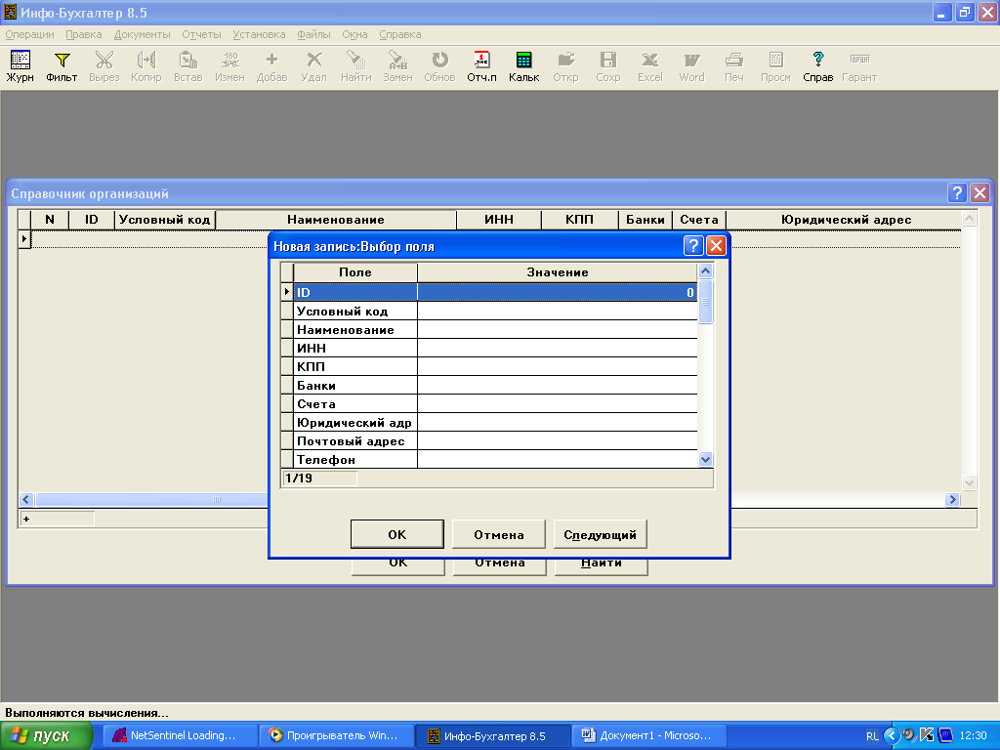 Инфо-Бухгалтер 8.5
Операции Правка Документы Отчеты Установка Файлы Окна Справка
Журн Фильт Вырез Копир Встав Измен Добав Удал Найти Замен Обнов Отч.п Кальк Откр Сохр Excel Word Печ Просм Справ Гарант
Справочник организаций
N ID Условный код Наименование ИНН КПП Банки Счета Юридический адрес
Новая запись:Выбор поля
Поле Значение
ID 0
Условный код
Наименование
ИНН
КПП
Банки
Счета
Юридический адр
Почтовый адрес
Телефон
1/19
+
ОК Отмена Следующий
ОК Отмена Найти
Выполняются вычисления...
пуск NetSentinel Loading... Проигрыватель Win... Инфо-Бухгалтер 8.5 Документ1 - Microso... RL 12:30